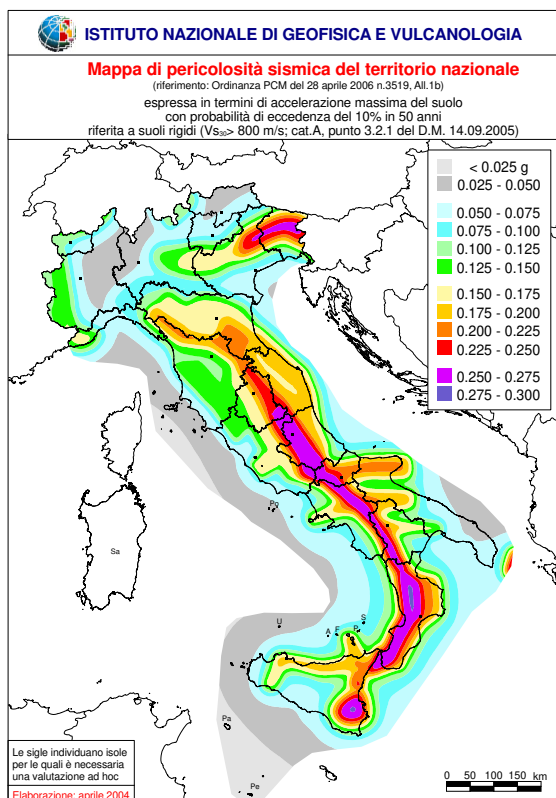 ISTITUTO NAZIONALE DI GEOFISICA E VULCANOLOGIA
Mappa di pericolosità sismica del territorio nazionale
(riferimento: Ordinanza PCM del 28 aprile 2006 n.3519, All.1b)
espressa in termini di accelerazione massima del suolo
con probabilità di eccedenza del 10% in 50 anni
riferita a suoli rigidi (Vs30> 800 m/s; cat.A, punto 3.2.1 del D.M. 14.09.2005)
< 0.025 g
0.025 - 0.050
0.050 - 0.075
0.075 - 0.100
0.100 - 0.125
0.125 - 0.150
0.150 - 0.175
0.175 - 0.200
0.200 - 0.225
0.225 - 0.250
0.250 - 0.275
0.275 - 0.300
Po
Sa
U
A
F
P
S
Pa
Pe
Le sigle individuano isole
per le quali è necessaria
una valutazione ad hoc
Elaborazione: aprile 2004
0 50 100 150 km